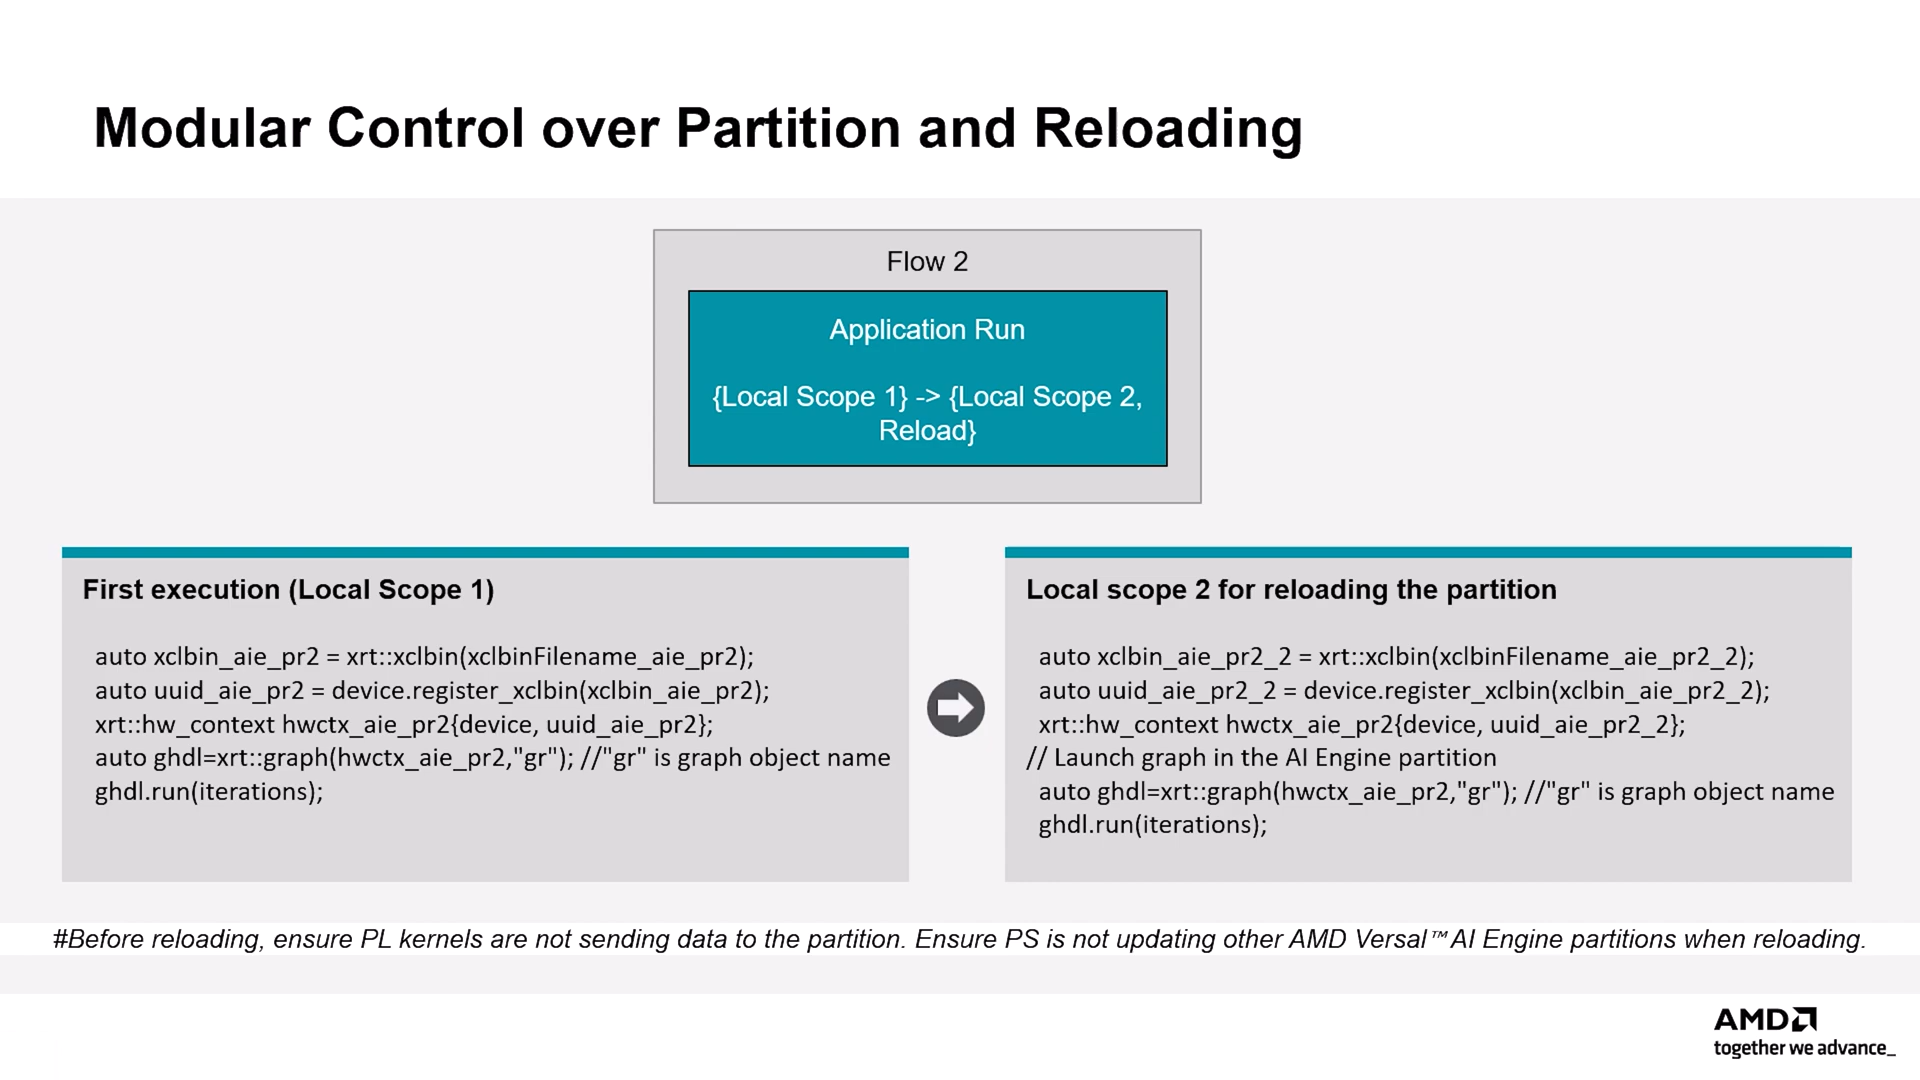 Modular Control over Partition and Reloading
Flow 2
Application Run
{Local Scope 1} -> {Local Scope 2,
Reload}
First execution (Local Scope 1)
auto xclbin_aie_pr2 = xrt::xclbin(xclbinFilename_aie_pr2);
auto uuid_aie_pr2 = device.register_xclbin(xclbin_aie_pr2);
xrt::hw_context hwctx_aie_pr2{device, uuid_aie_pr2};
auto ghdl=xrt::graph(hwctx_aie_pr2,"gr"); //"gr" is graph object name
ghdl.run(iterations);
Local scope 2 for reloading the partition
auto xclbin_aie_pr2_2 = xrt::xclbin(xclbinFilename_aie_pr2_2);
auto uuid_aie_pr2_2 = device.register_xclbin(xclbin_aie_pr2_2);
xrt::hw_context hwctx_aie_pr2{device, uuid_aie_pr2_2};
// Launch graph in the AI Engine partition
auto ghdl=xrt::graph(hwctx_aie_pr2,"gr"); //"gr" is graph object name
ghdl.run(iterations);
#Before reloading, ensure PL kernels are not sending data to the partition. Ensure PS is not updating other AMD Versal™ AI Engine partitions when reloading.
AMD
together we advance_